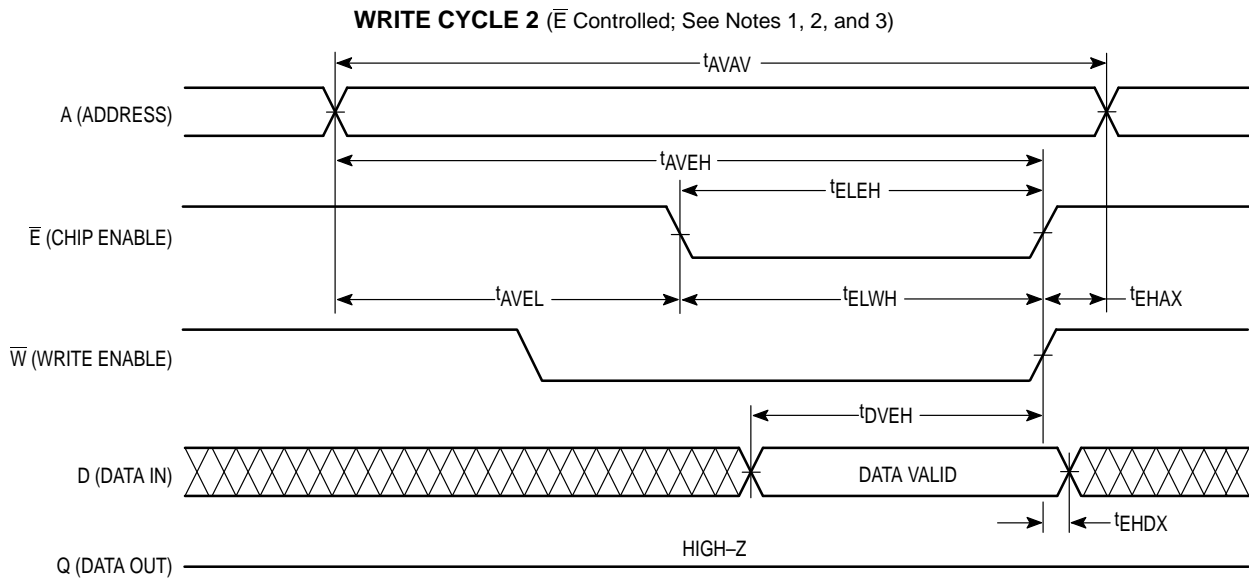 WRITE CYCLE 2 (E̅ Controlled; See Notes 1, 2, and 3)
tAVAV
A (ADDRESS)
tAVEH
tELEH
E̅ (CHIP ENABLE)
tAVEL
tELWH
tEHAX
W̅ (WRITE ENABLE)
tDVEH
D (DATA IN)
DATA VALID
tEHDX
HIGH–Z
Q (DATA OUT)